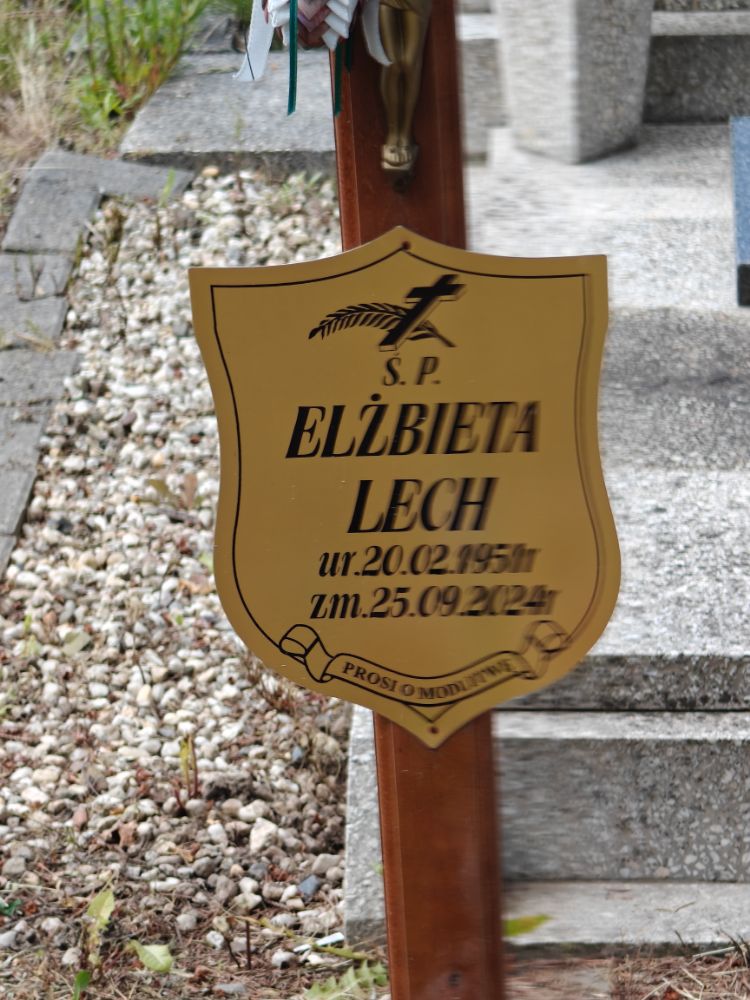 Ś. P.
ELŻBIETA
LECH
ur.20.02.1951r
zm.25.09.2024r
PROSI O MODLITWĘ